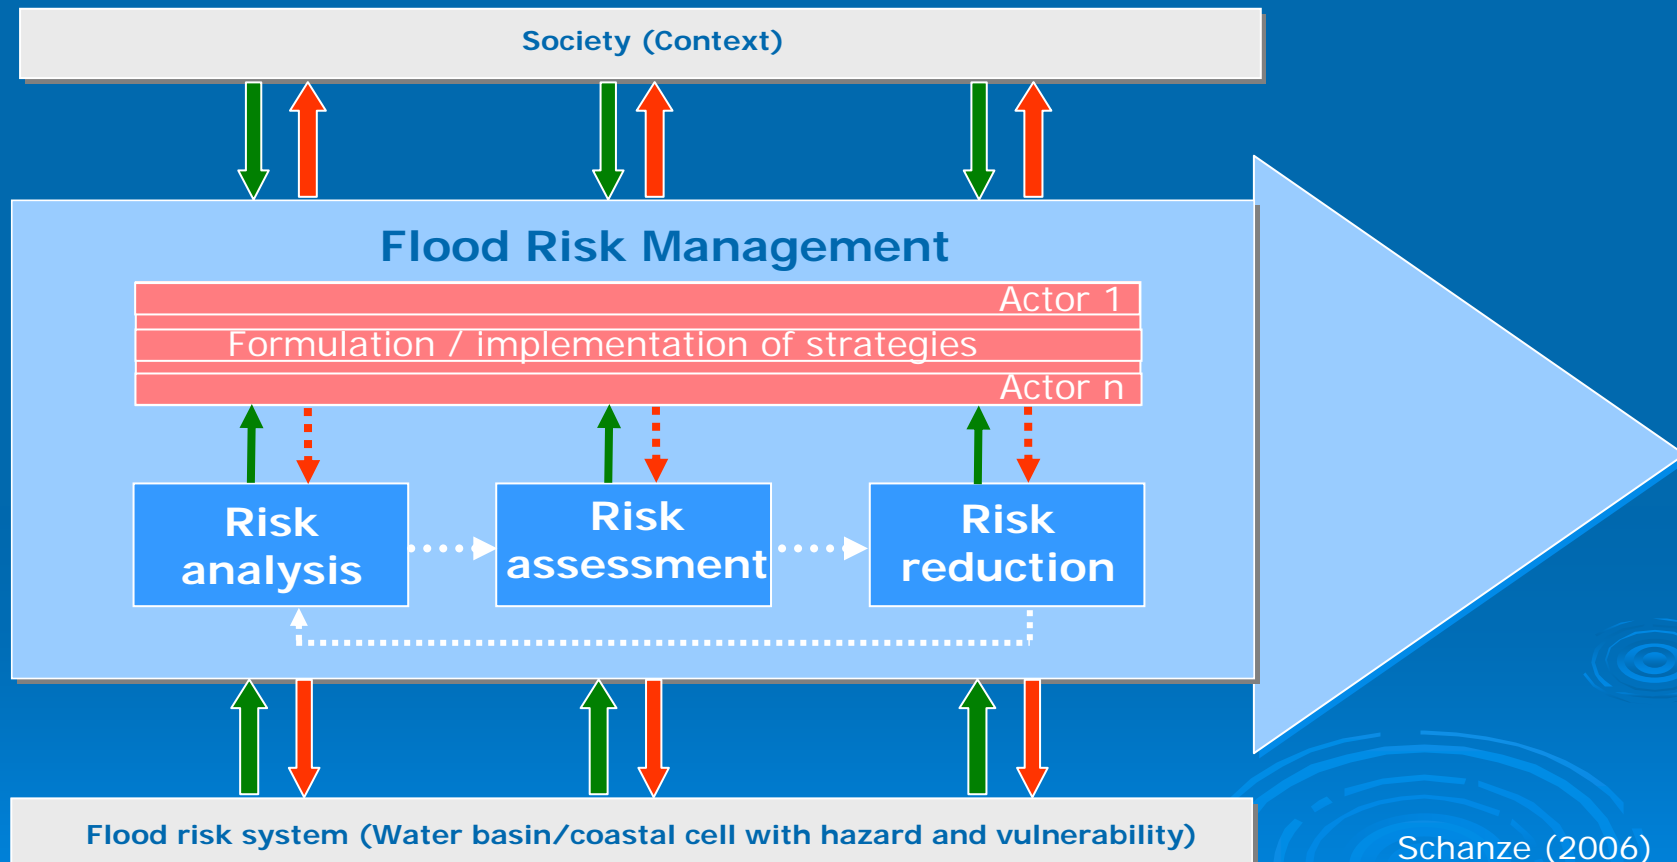 Society (Context)
Flood Risk Management
Actor 1
Formulation / implementation of strategies
Actor n
Risk
analysis
Risk
assessment
Risk
reduction
Flood risk system (Water basin/coastal cell with hazard and vulnerability)
Schanze (2006)